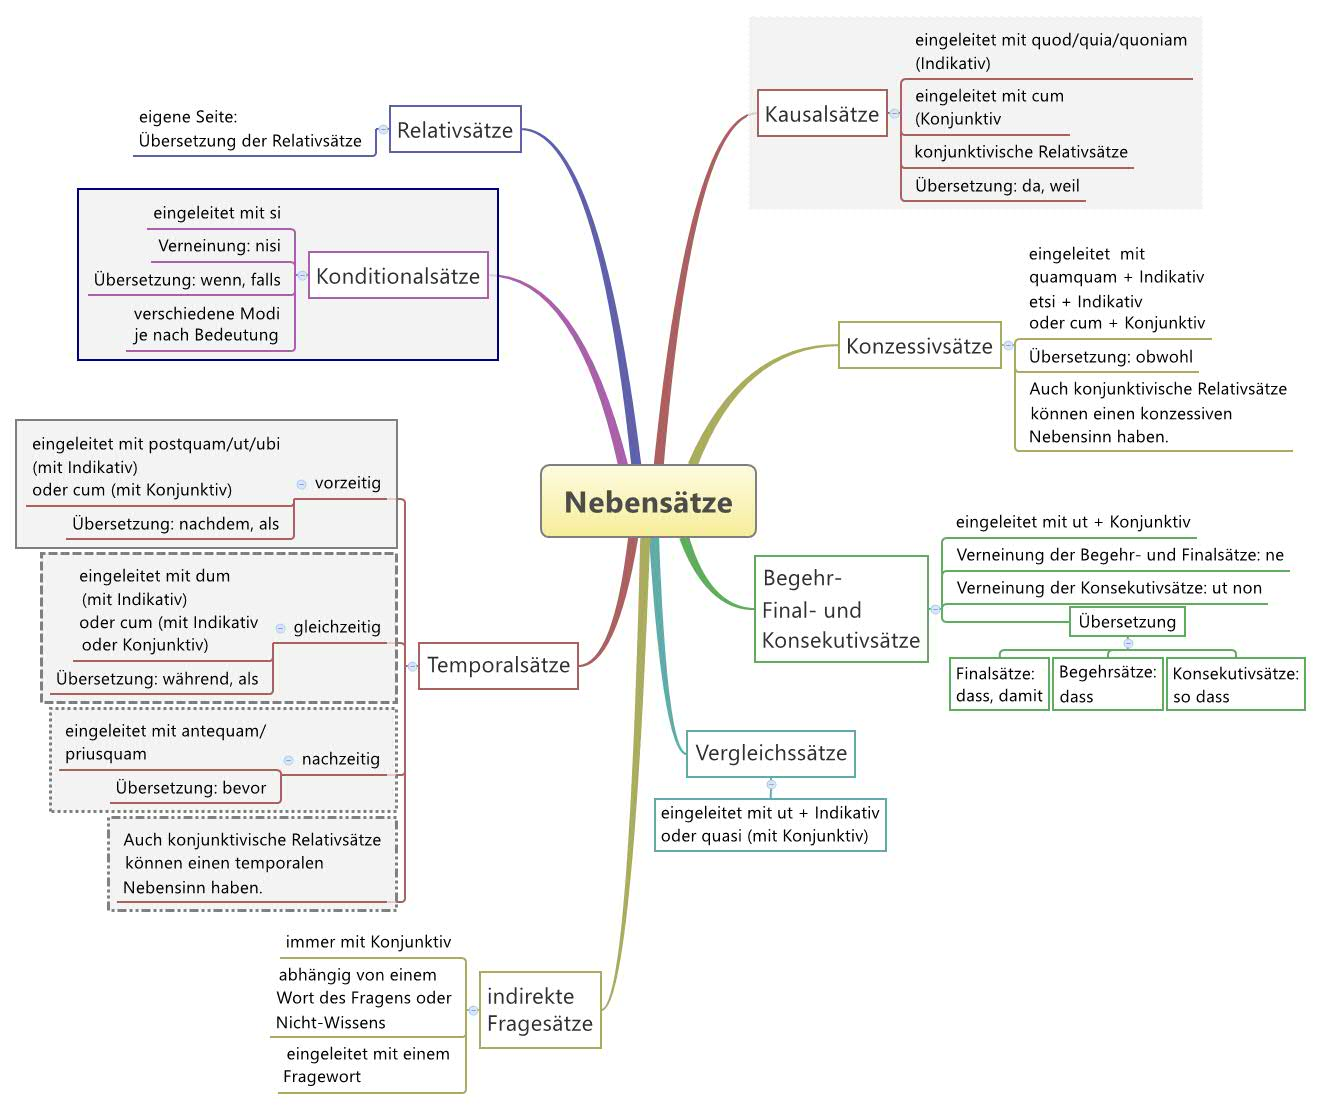 Nebensätze
Relativsätze
eigene Seite:
Übersetzung der Relativsätze
Konditionalsätze
eingeleitet mit si
Verneinung: nisi
Übersetzung: wenn, falls
verschiedene Modi
je nach Bedeutung
Temporalsätze
vorzeitig
eingeleitet mit postquam/ut/ubi
(mit Indikativ)
oder cum (mit Konjunktiv)
Übersetzung: nachdem, als
gleichzeitig
eingeleitet mit dum
(mit Indikativ)
oder cum (mit Indikativ
oder Konjunktiv)
Übersetzung: während, als
nachzeitig
eingeleitet mit antequam/
priusquam
Übersetzung: bevor
Auch konjunktivische Relativsätze
können einen temporalen
Nebensinn haben.
indirekte
Fragesätze
immer mit Konjunktiv
abhängig von einem
Wort des Fragens oder
Nicht-Wissens
eingeleitet mit einem
Fragewort
Kausalsätze
eingeleitet mit quod/quia/quoniam
(Indikativ)
eingeleitet mit cum
(Konjunktiv
konjunktivische Relativsätze
Übersetzung: da, weil
Konzessivsätze
eingeleitet mit
quamquam + Indikativ
etsi + Indikativ
oder cum + Konjunktiv
Übersetzung: obwohl
Auch konjunktivische Relativsätze
können einen konzessiven
Nebensinn haben.
Begehr-
Final- und
Konsekutivsätze
eingeleitet mit ut + Konjunktiv
Verneinung der Begehr- und Finalsätze: ne
Verneinung der Konsekutivsätze: ut non
Übersetzung
Finalsätze:
dass, damit
Begehrsätze:
dass
Konsekutivsätze:
so dass
Vergleichssätze
eingeleitet mit ut + Indikativ
oder quasi (mit Konjunktiv)